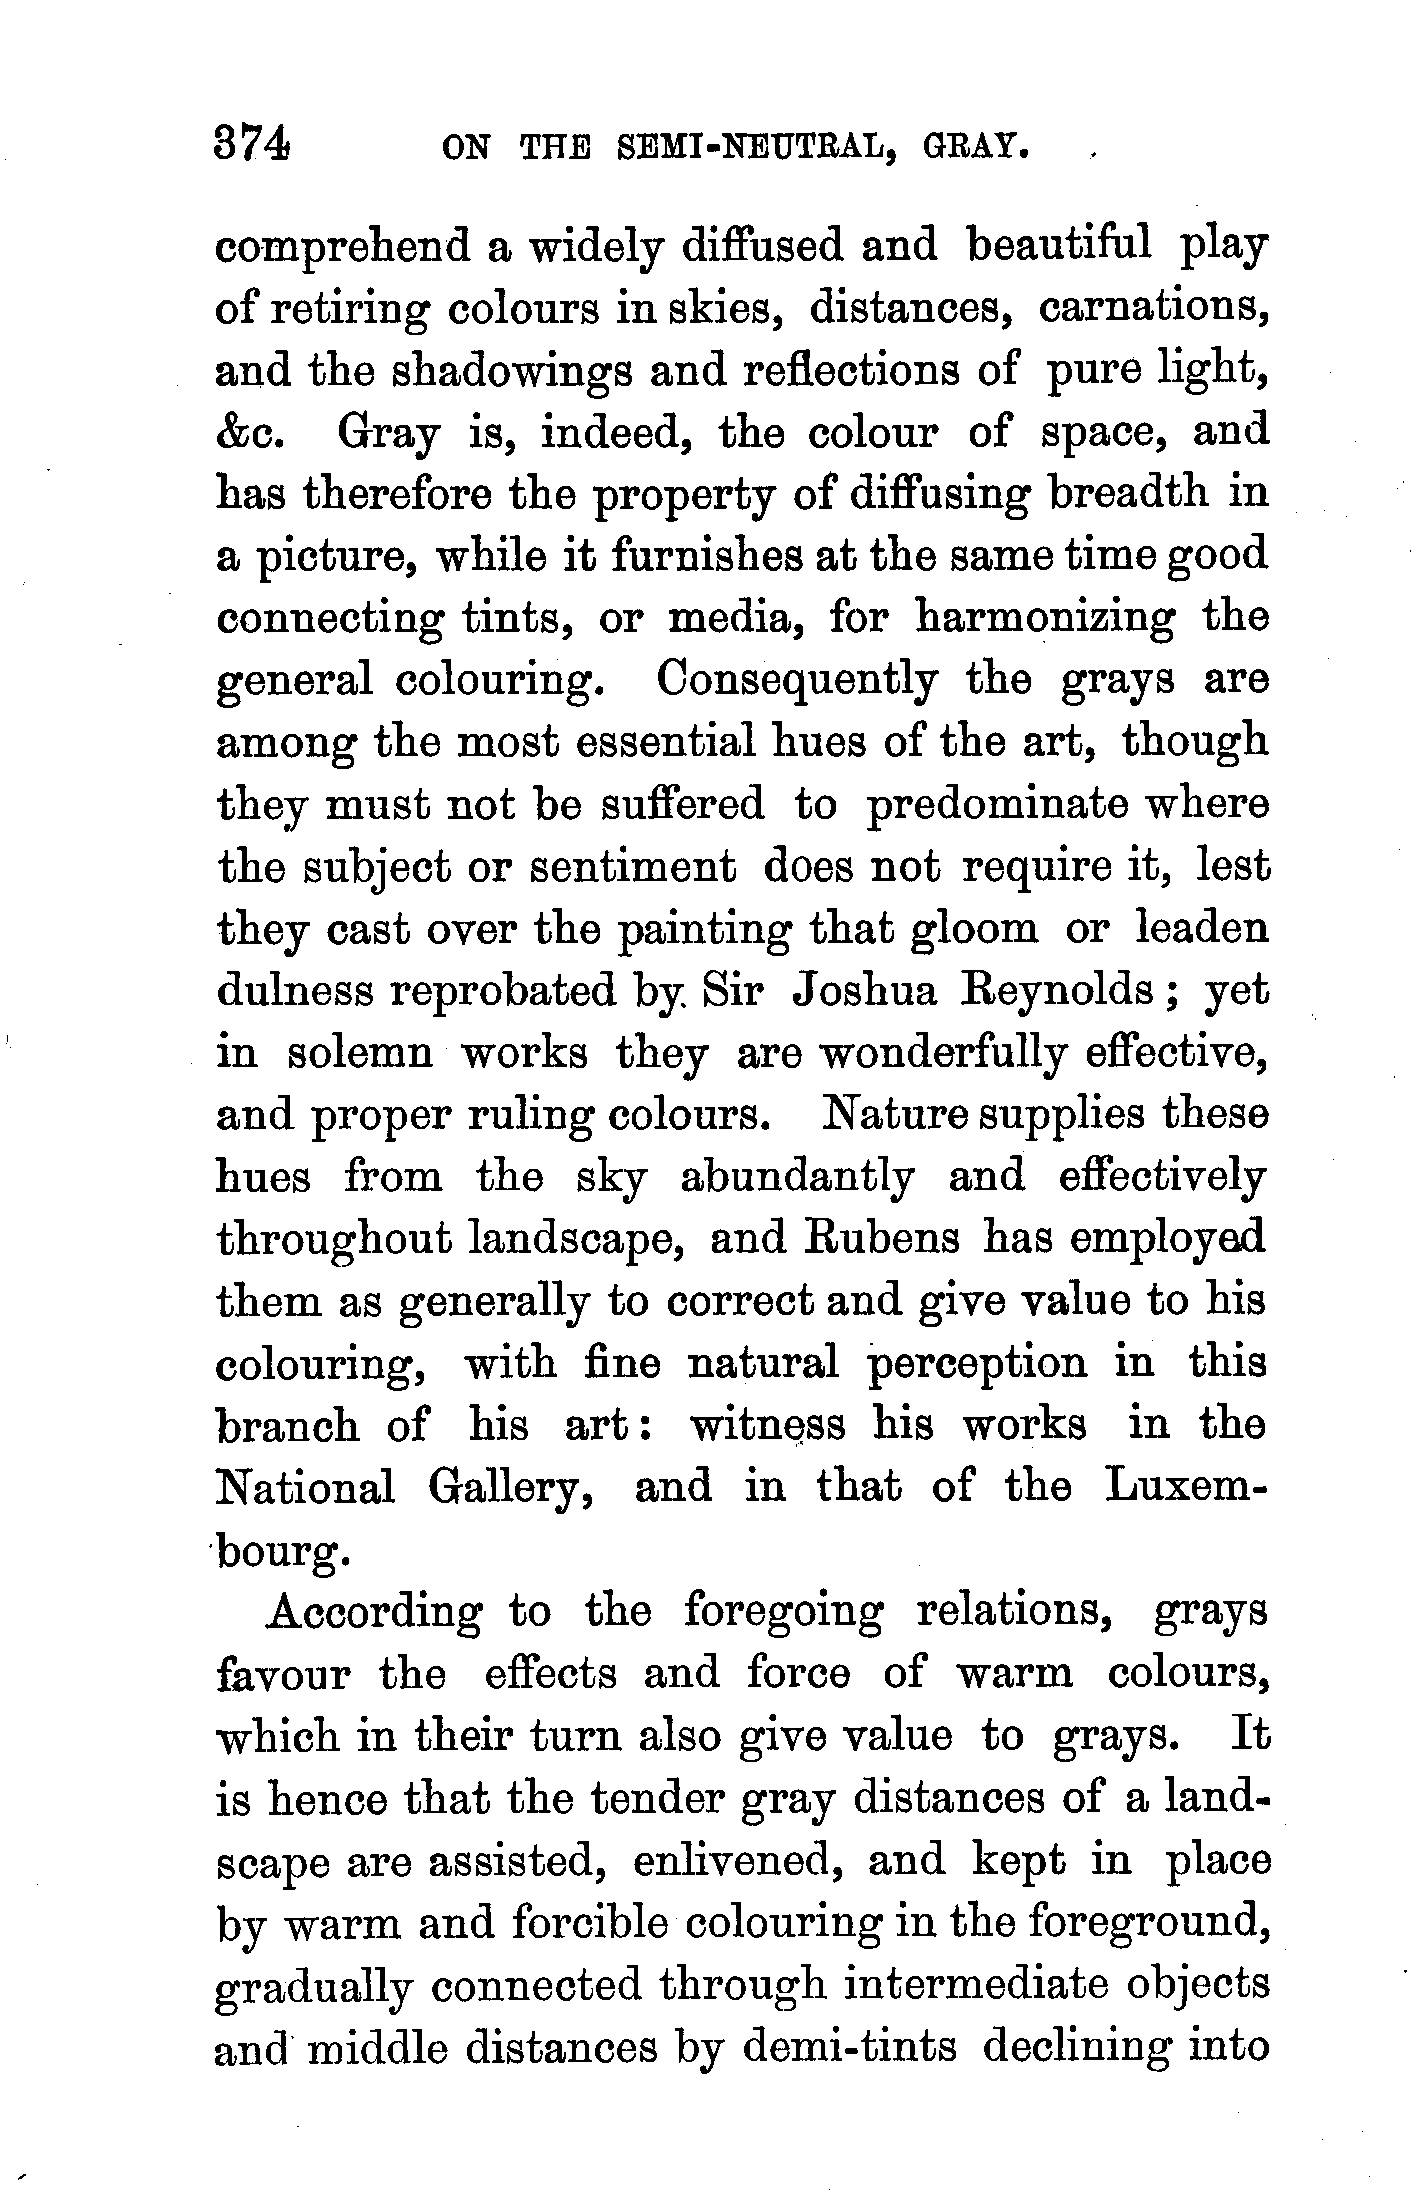 374 ON THE SEMI-NEUTRAL, GRAY.
comprehend a widely diffused and beautiful play
of retiring colours in skies, distances, carnations,
and the shadowings and reflections of pure light,
&c. Gray is, indeed, the colour of space, and
has therefore the property of diffusing breadth in
a picture, while it furnishes at the same time good
connecting tints, or media, for harmonizing the
general colouring. Consequently the grays are
among the most essential hues of the art, though
they must not be suffered to predominate where
the subject or sentiment does not require it, lest
they cast over the painting that gloom or leaden
dulness reprobated by Sir Joshua Reynolds ; yet
in solemn works they are wonderfully effective,
and proper ruling colours. Nature supplies these
hues from the sky abundantly and effectively
throughout landscape, and Rubens has employed
them as generally to correct and give value to his
colouring, with fine natural perception in this
branch of his art : witness his works in the
National Gallery, and in that of the Luxem-
bourg.
According to the foregoing relations, grays
favour the effects and force of warm colours,
which in their turn also give value to grays. It
is hence that the tender gray distances of a land-
scape are assisted, enlivened, and kept in place
by warm and forcible colouring in the foreground,
gradually connected through intermediate objects
and middle distances by demi-tints declining into